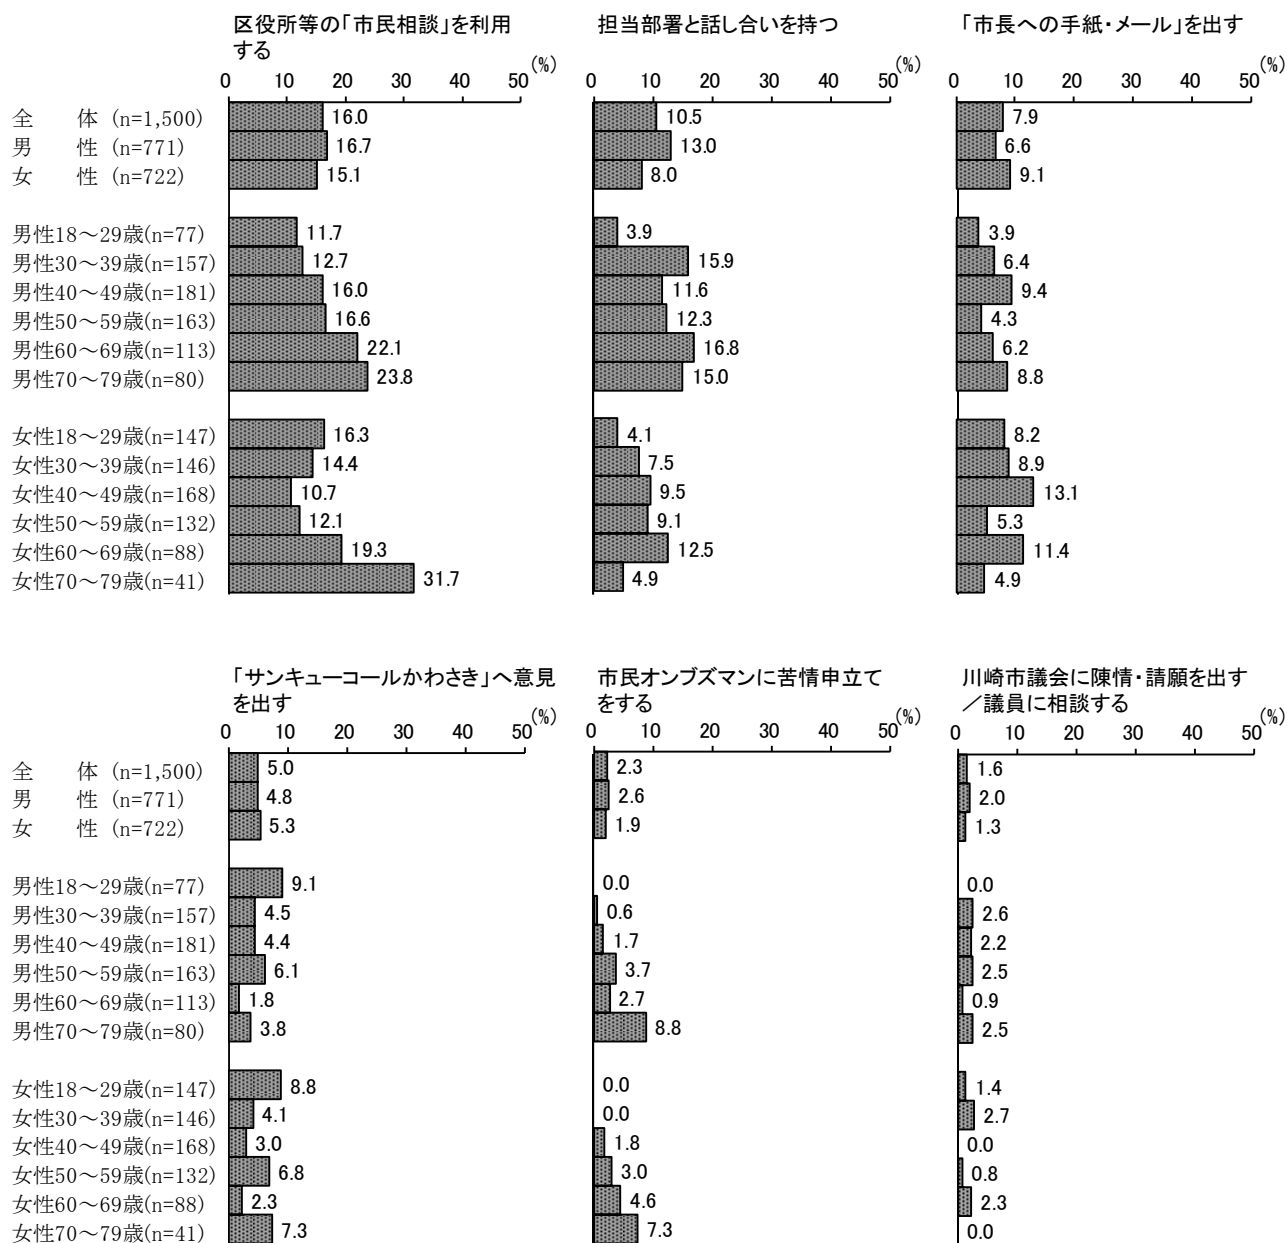 区役所等の「市民相談」を利用
する
担当部署と話し合いを持つ
「市長への手紙・メール」を出す
(%)
(%)
(%)
0 10 20 30 40 50
0 10 20 30 40 50
0 10 20 30 40 50
全　体 (n=1,500) 16.0 10.5 7.9
男　性 (n=771) 16.7 13.0 6.6
女　性 (n=722) 15.1 8.0 9.1
男性18～29歳(n=77) 11.7 3.9 3.9
男性30～39歳(n=157) 12.7 15.9 6.4
男性40～49歳(n=181) 16.0 11.6 9.4
男性50～59歳(n=163) 16.6 12.3 4.3
男性60～69歳(n=113) 22.1 16.8 6.2
男性70～79歳(n=80) 23.8 15.0 8.8
女性18～29歳(n=147) 16.3 4.1 8.2
女性30～39歳(n=146) 14.4 7.5 8.9
女性40～49歳(n=168) 10.7 9.5 13.1
女性50～59歳(n=132) 12.1 9.1 5.3
女性60～69歳(n=88) 19.3 12.5 11.4
女性70～79歳(n=41) 31.7 4.9 4.9
「サンキューコールかわさき」へ意見
を出す
市民オンブズマンに苦情申立て
をする
川崎市議会に陳情・請願を出す
／議員に相談する
(%)
(%)
(%)
0 10 20 30 40 50
0 10 20 30 40 50
0 10 20 30 40 50
全　体 (n=1,500) 5.0 2.3 1.6
男　性 (n=771) 4.8 2.6 2.0
女　性 (n=722) 5.3 1.9 1.3
男性18～29歳(n=77) 9.1 0.0 0.0
男性30～39歳(n=157) 4.5 0.6 2.6
男性40～49歳(n=181) 4.4 1.7 2.2
男性50～59歳(n=163) 6.1 3.7 2.5
男性60～69歳(n=113) 1.8 2.7 0.9
男性70～79歳(n=80) 3.8 8.8 2.5
女性18～29歳(n=147) 8.8 0.0 1.4
女性30～39歳(n=146) 4.1 0.0 2.7
女性40～49歳(n=168) 3.0 1.8 0.0
女性50～59歳(n=132) 6.8 3.0 0.8
女性60～69歳(n=88) 2.3 4.6 2.3
女性70～79歳(n=41) 7.3 7.3 0.0